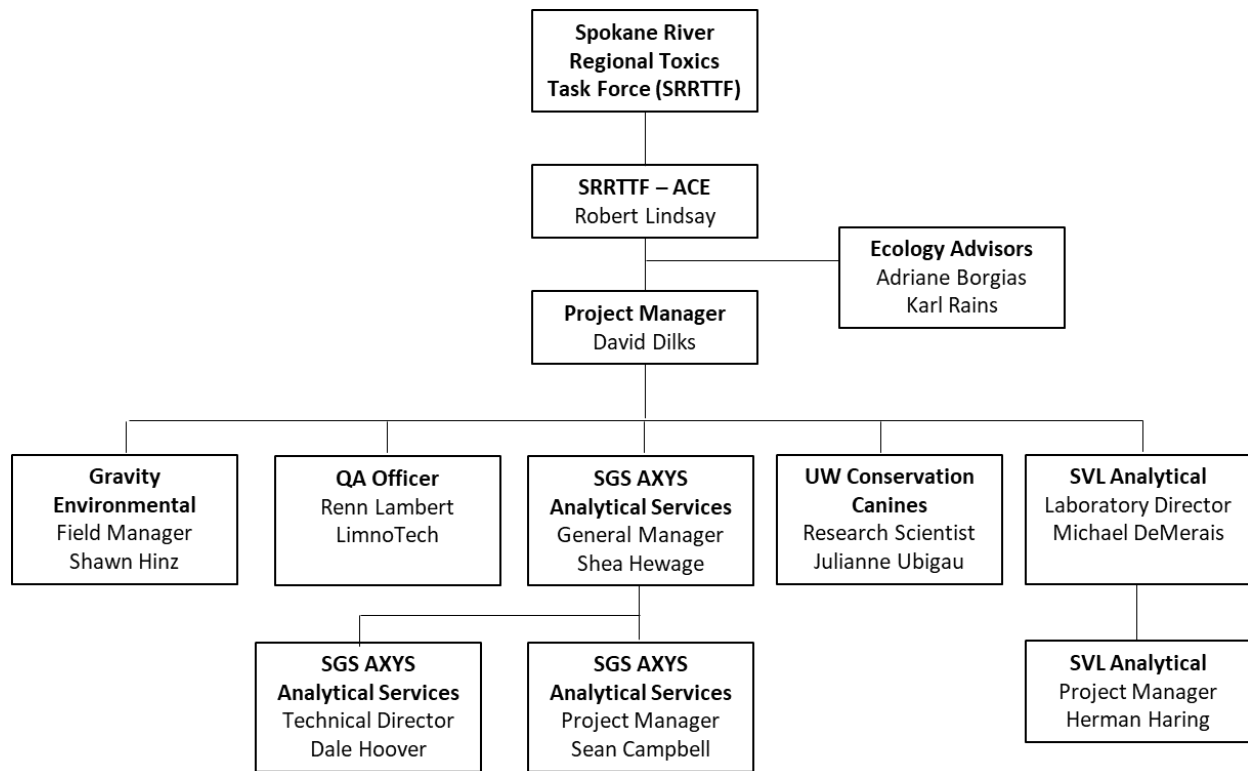 Spokane River
Regional Toxics
Task Force (SRRTTF)
SRRTTF – ACE
Robert Lindsay
Ecology Advisors
Adriane Borgias
Karl Rains
Project Manager
David Dilks
Gravity
Environmental
Field Manager
Shawn Hinz
QA Officer
Renn Lambert
LimnoTech
SGS AXYS
Analytical Services
General Manager
Shea Hewage
UW Conservation
Canines
Research Scientist
Julianne Ubigau
SVL Analytical
Laboratory Director
Michael DeMerais
SGS AXYS
Analytical Services
Technical Director
Dale Hoover
SGS AXYS
Analytical Services
Project Manager
Sean Campbell
SVL Analytical
Project Manager
Herman Haring